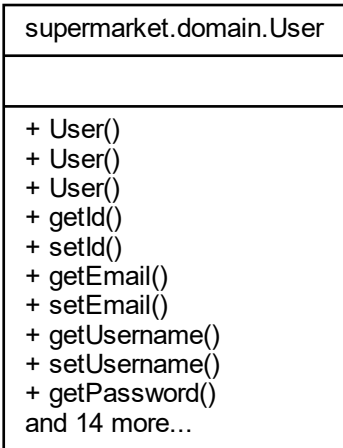 supermarket.domain.User
+ User()
+ User()
+ User()
+ getId()
+ setId()
+ getEmail()
+ setEmail()
+ getUsername()
+ setUsername()
+ getPassword()
and 14 more...